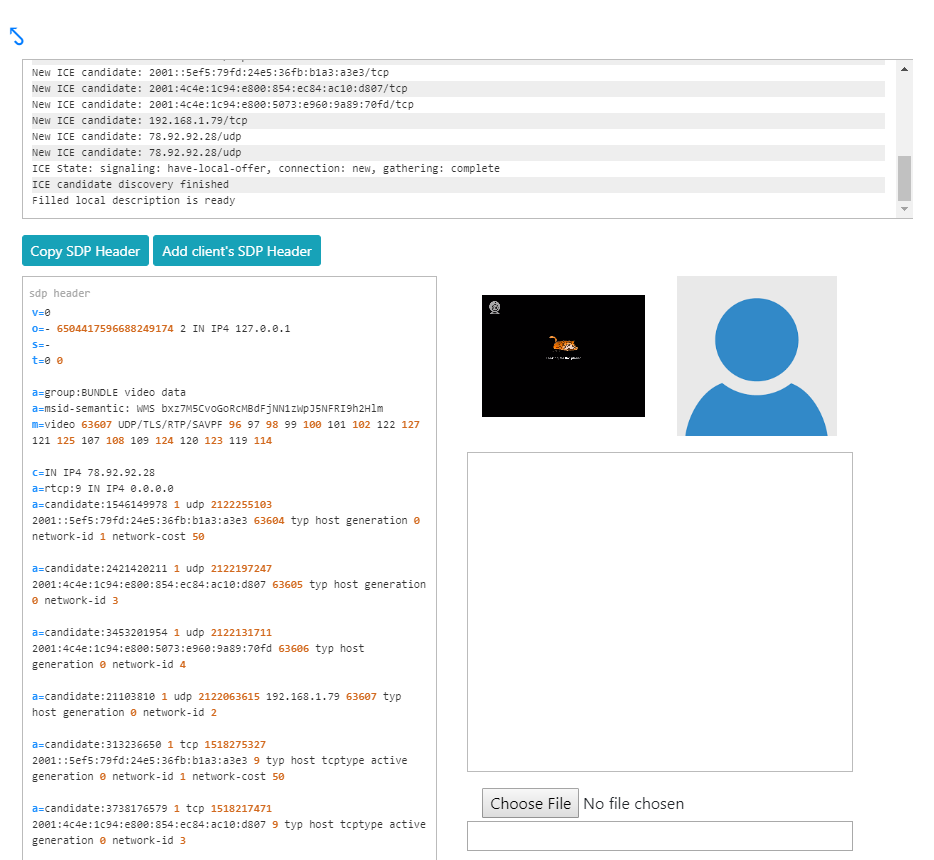 New ICE candidate: 2001::5ef5:79fd:24e5:36fb:b1a3:a3e3/tcp
New ICE candidate: 2001:4c4e:1c94:e800:854:ec84:ac10:d807/tcp
New ICE candidate: 2001:4c4e:1c94:e800:5073:e960:9a89:70fd/tcp
New ICE candidate: 192.168.1.79/tcp
New ICE candidate: 78.92.92.28/udp
New ICE candidate: 78.92.92.28/udp
ICE State: signaling: have-local-offer, connection: new, gathering: complete
ICE candidate discovery finished
Filled local description is ready
Copy SDP Header
Add client's SDP Header
sdp header
v=0
o=- 6504417596688249174 2 IN IP4 127.0.0.1
s=-
t=0 0
a=group:BUNDLE video data
a=msid-semantic: WMS bxz7M5CvoGoRcMBdFjNN1zWpJ5NFRI9h2Hlm
m=video 63607 UDP/TLS/RTP/SAVPF 96 97 98 99 100 101 102 122 127
121 125 107 108 109 124 120 123 119 114
c=IN IP4 78.92.92.28
a=rtcp:9 IN IP4 0.0.0.0
a=candidate:1546149978 1 udp 2122255103
2001::5ef5:79fd:24e5:36fb:b1a3:a3e3 63604 typ host generation 0
network-id 1 network-cost 50
a=candidate:2421420211 1 udp 2122197247
2001:4c4e:1c94:e800:854:ec84:ac10:d807 63605 typ host generation
0 network-id 3
a=candidate:3453201954 1 udp 2122131711
2001:4c4e:1c94:e800:5073:e960:9a89:70fd 63606 typ host
generation 0 network-id 4
a=candidate:21103810 1 udp 2122063615 192.168.1.79 63607 typ
host generation 0 network-id 2
a=candidate:313236650 1 tcp 1518275327
2001::5ef5:79fd:24e5:36fb:b1a3:a3e3 9 typ host tcptype active
generation 0 network-id 1 network-cost 50
a=candidate:3738176579 1 tcp 1518217471
2001:4c4e:1c94:e800:854:ec84:ac10:d807 9 typ host tcptype active
generation 0 network-id 3
Choose File No file chosen